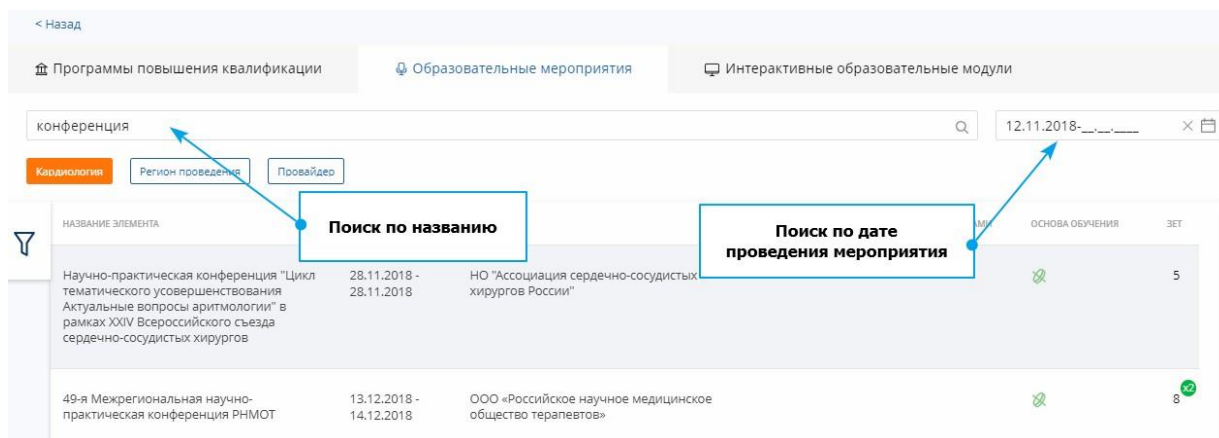 < Назад
Программы повышения квалификации
Образовательные мероприятия
Интерактивные образовательные модули
конференция
12.11.2018-__.__.____
Кардиология
Регион проведения
Провайдер
Поиск по названию
Поиск по дате
проведения мероприятия
НАЗВАНИЕ ЭЛЕМЕНТА
ОСНОВА ОБУЧЕНИЯ
ЗЕТ
Научно-практическая конференция "Цикл
тематического усовершенствования
Актуальные вопросы аритмологии" в
рамках XXIV Всероссийского съезда
сердечно-сосудистых хирургов
28.11.2018 -
28.11.2018
НО "Ассоциация сердечно-сосудистых
хирургов России"
5
49-я Межрегиональная научно-
практическая конференция РНМОТ
13.12.2018 -
14.12.2018
ООО «Российское научное медицинское
общество терапевтов»
8
x2